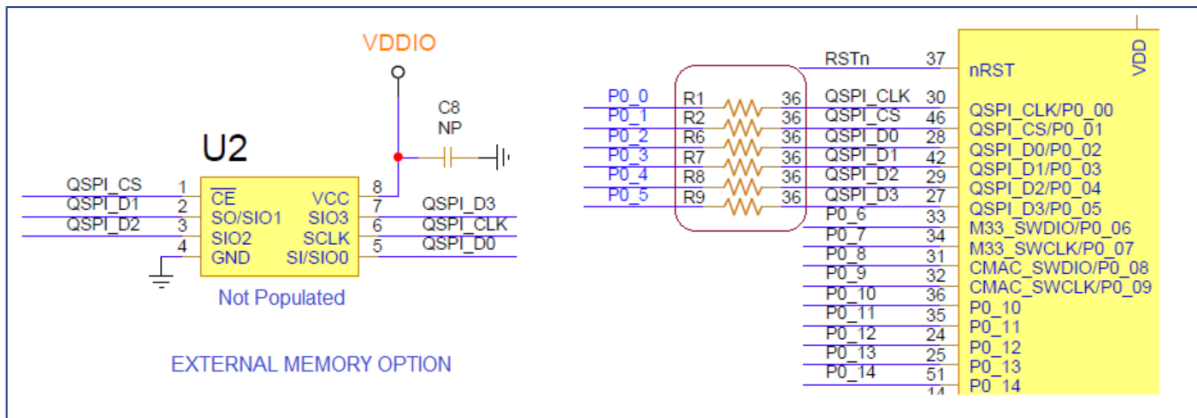 VDDIO
C8
NP
U2
QSPI_CS 1 CE VCC 8
QSPI_D1 2 SO/SIO1 SIO3 7 QSPI_D3
QSPI_D2 3 SIO2 SCLK 6 QSPI_CLK
4 GND SI/SIO0 5 QSPI_D0
Not Populated
EXTERNAL MEMORY OPTION
VDD
RSTn 37 nRST
P0_0 R1 36 QSPI_CLK 30 QSPI_CLK/P0_00
P0_1 R2 36 QSPI_CS 46 QSPI_CS/P0_01
P0_2 R6 36 QSPI_D0 28 QSPI_D0/P0_02
P0_3 R7 36 QSPI_D1 42 QSPI_D1/P0_03
P0_4 R8 36 QSPI_D2 29 QSPI_D2/P0_04
P0_5 R9 36 QSPI_D3 27 QSPI_D3/P0_05
P0_6 33 M33_SWDIO/P0_06
P0_7 34 M33_SWCLK/P0_07
P0_8 31 CMAC_SWDIO/P0_08
P0_9 32 CMAC_SWCLK/P0_09
P0_10 36 P0_10
P0_11 35 P0_11
P0_12 24 P0_12
P0_13 25 P0_13
P0_14 51 P0_14